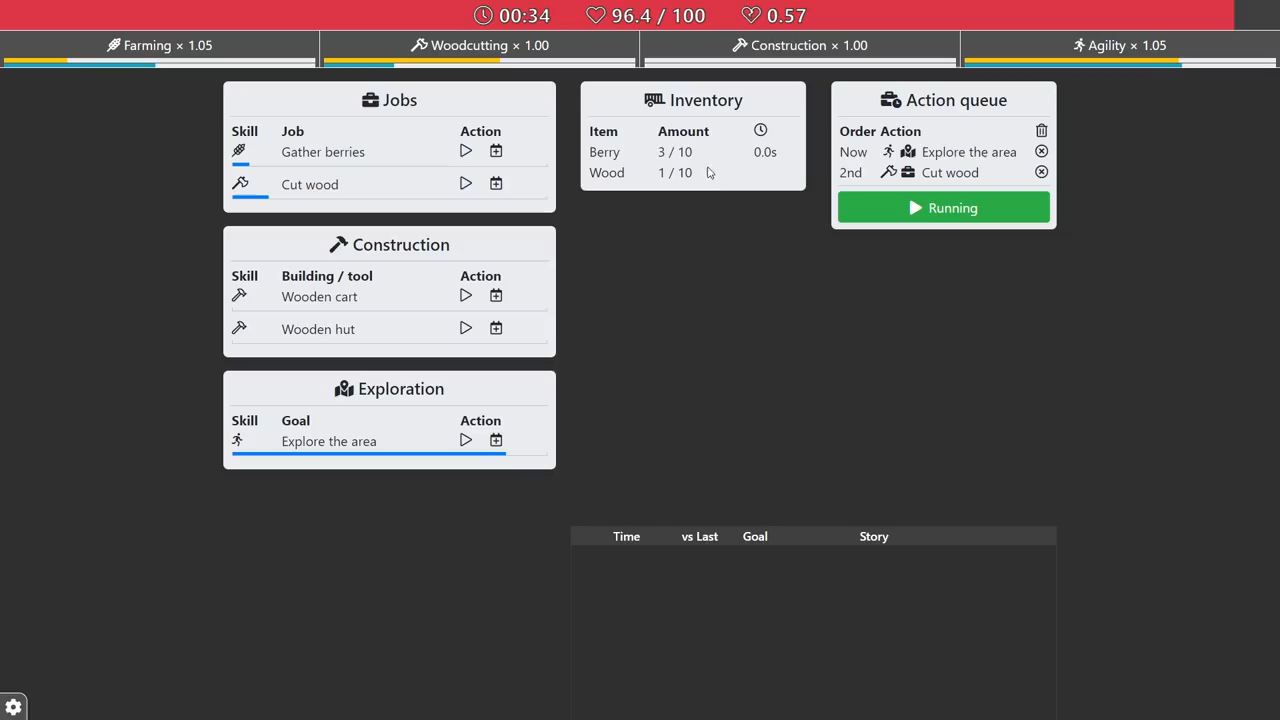 00:34 96.4 / 100 0.57
Farming × 1.05 Woodcutting × 1.00 Construction × 1.00 Agility × 1.05
Jobs
Skill Job Action
Gather berries
Cut wood
Construction
Skill Building / tool Action
Wooden cart
Wooden hut
Exploration
Skill Goal Action
Explore the area
Inventory
Item Amount
Berry 3 / 10 0.0s
Wood 1 / 10
Action queue
Order Action
Now Explore the area
2nd Cut wood
Running
Time vs Last Goal Story